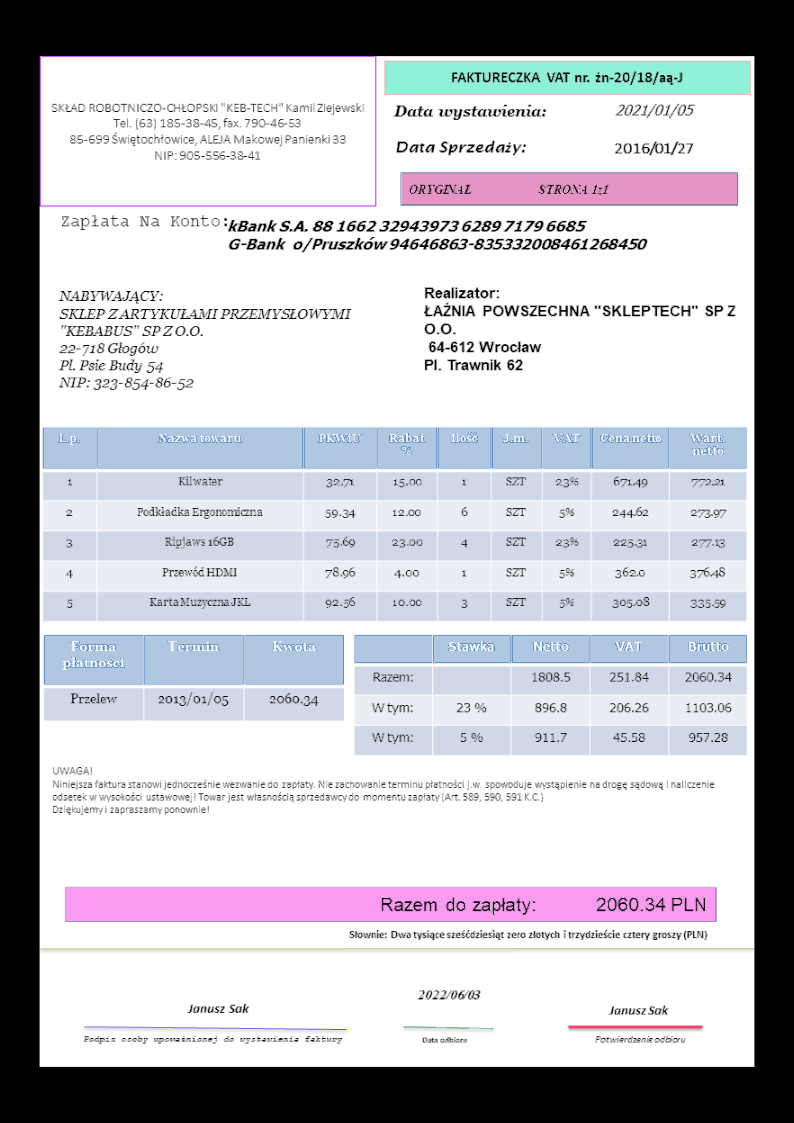 SKŁAD ROBOTNICZO-CHŁOPSKI "KEB-TECH" Kamil Ziejewski
Tel. (63) 185-38-45, fax. 790-46-53
85-699 Świętochłowice, ALEJA Makowej Panienki 33
NIP: 905-556-38-41
FAKTURECZKA VAT nr. żn-20/18/aą-J
Data wystawienia: 2021/01/05
Data Sprzedaży: 2016/01/27
ORYGINAŁ STRONA 1z1
Zapłata Na Konto: kBank S.A. 88 1662 32943973 6289 7179 6685
G-Bank o/Pruszków 94646863-835332008461268450
NABYWAJĄCY:
SKLEP Z ARTYKUŁAMI PRZEMYSŁOWYMI
"KEBABUS" SP Z O.O.
22-718 Głogów
Pl. Psie Budy 54
NIP: 323-854-86-52
Realizator:
ŁAŹNIA POWSZECHNA "SKLEPTECH" SP Z
O.O.
64-612 Wrocław
Pl. Trawnik 62
L.p. Nazwa towaru PKWiU Rabat % Ilość J.m. VAT Cena netto Wart. netto
1 Kilwater 32.71 15.00 1 SZT 23% 671.49 772.21
2 Podkładka Ergonomiczna 59.34 12.00 6 SZT 5% 244.62 273.97
3 Ripjaws 16GB 75.69 23.00 4 SZT 23% 225.31 277.13
4 Przewód HDMI 78.96 4.00 1 SZT 5% 362.0 376.48
5 Karta Muzyczna JKL 92.56 10.00 3 SZT 5% 305.08 335.59
Forma płatności Termin Kwota
Przelew 2013/01/05 2060.34
Stawka Netto VAT Brutto
Razem: 1808.5 251.84 2060.34
W tym: 23 % 896.8 206.26 1103.06
W tym: 5 % 911.7 45.58 957.28
UWAGA!
Niniejsza faktura stanowi jednocześnie wezwanie do zapłaty. Nie zachowanie terminu płatności j.w. spowoduje wystąpienie na drogę sądową i naliczenie
odsetek w wysokości ustawowej! Towar jest własnością sprzedawcy do momentu zapłaty (Art. 589, 590, 591 K.C.)
Dziękujemy i zapraszamy ponownie!
Razem do zapłaty: 2060.34 PLN
Słownie: Dwa tysiące sześćdziesiąt zero złotych i trzydzieście cztery groszy (PLN)
Janusz Sak
2022/06/03
Janusz Sak
Podpis osoby upoważnionej do wystawienia faktury
Data odbioru
Potwierdzenie odbioru